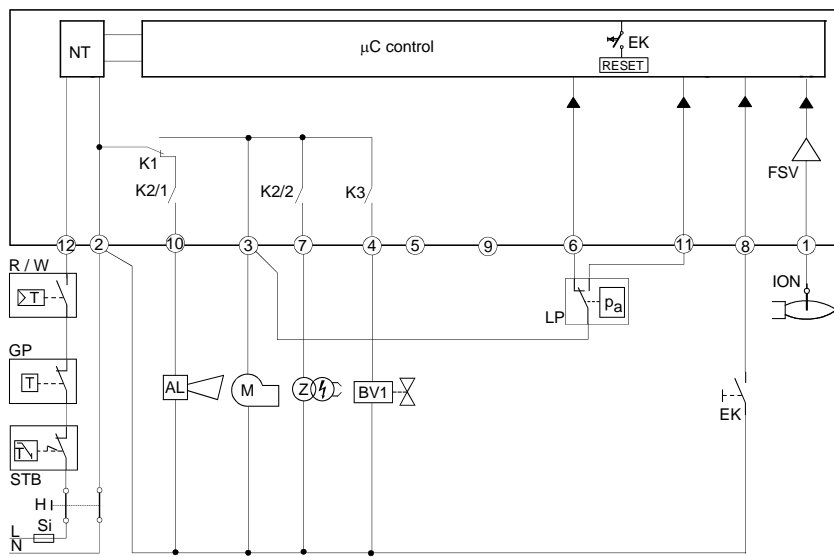 NT
μC control
EK
RESET
K1
K2/1
K2/2
K3
FSV
12
2
10
3
7
4
5
9
6
11
8
1
R / W
T
GP
T
STB
T
H
L
Si
N
AL
M
Z
BV1
LP
pa
ION
EK